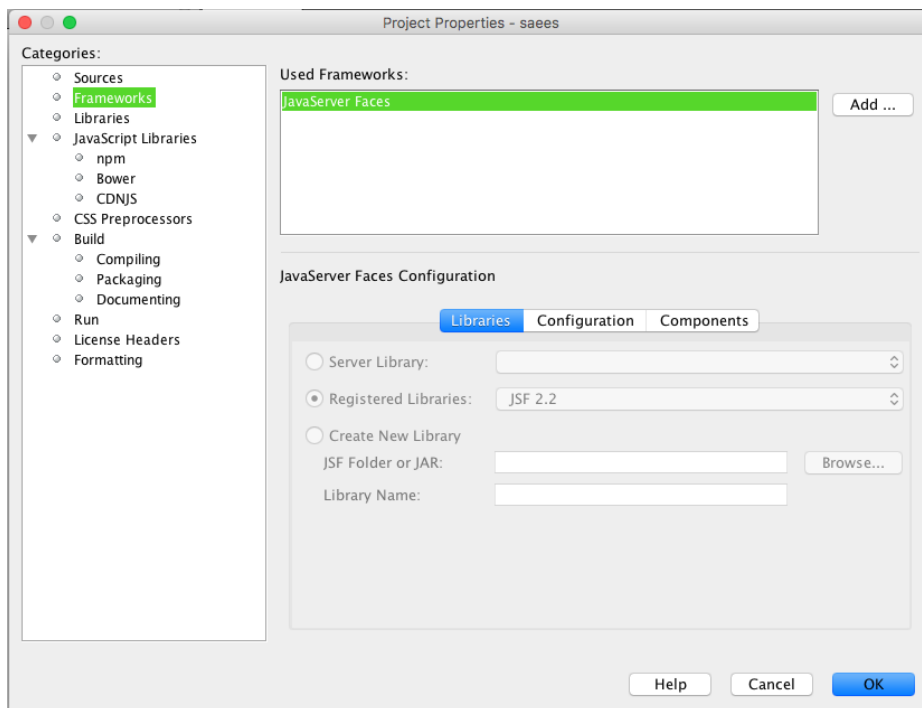 Project Properties - saees
Categories:
Sources
Frameworks
Libraries
JavaScript Libraries
npm
Bower
CDNJS
CSS Preprocessors
Build
Compiling
Packaging
Documenting
Run
License Headers
Formatting
Used Frameworks:
JavaServer Faces
Add ...
JavaServer Faces Configuration
Libraries Configuration Components
Server Library:
Registered Libraries: JSF 2.2
Create New Library
JSF Folder or JAR: Browse...
Library Name:
Help Cancel OK